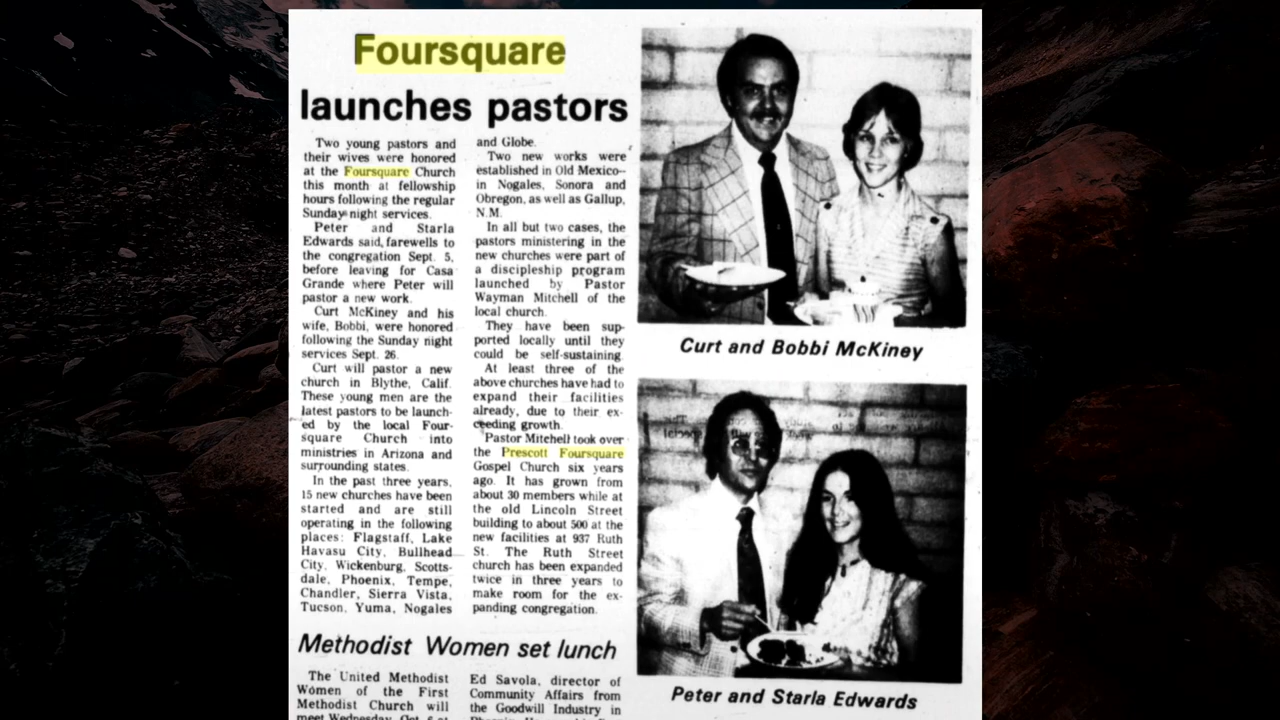 Foursquare
launches pastors
Two young pastors and
their wives were honored
at the Foursquare Church
this month at fellowship
hours following the regular
Sunday night services.
Peter and Starla
Edwards said farewells to
the congregation Sept. 5,
before leaving for Casa
Grande where Peter will
pastor a new work.
Curt McKiney and his
wife, Bobbi, were honored
following the Sunday night
services Sept. 26.
Curt will pastor a new
church in Blythe, Calif.
These young men are the
latest pastors to be launch-
ed by the local Four-
square Church into
ministries in Arizona and
surrounding states.
In the past three years,
15 new churches have been
started and are still
operating in the following
places: Flagstaff, Lake
Havasu City, Bullhead
City, Wickenburg, Scotts-
dale, Phoenix, Tempe,
Chandler, Sierra Vista,
Tucson, Yuma, Nogales
and Globe.
Two new works were
established in Old Mexico--
in Nogales, Sonora and
Obregon, as well as Gallup,
N.M.
In all but two cases, the
pastors ministering in the
new churches were part of
a discipleship program
launched by Pastor
Wayman Mitchell of the
local church.
They have been sup-
ported locally until they
could be self-sustaining.
At least three of the
above churches have had to
expand their facilities
already, due to their ex-
ceeding growth.
Pastor Mitchell took over
the Prescott Foursquare
Gospel Church six years
ago. It has grown from
about 30 members while at
the old Lincoln Street
building to about 500 at the
new facilities at 937 Ruth
St. The Ruth Street
church has been expanded
twice in three years to
make room for the ex-
panding congregation.
Curt and Bobbi McKiney
Peter and Starla Edwards
Methodist Women set lunch
The United Methodist
Women of the First
Methodist Church will
meet Wednesday, Oct. 6 at
Ed Savola, director of
Community Affairs from
the Goodwill Industry in